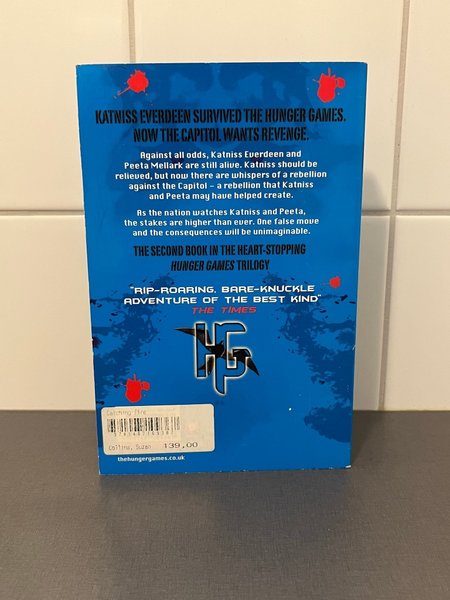 KATNISS EVERDEEN SURVIVED THE HUNGER GAMES.
NOW THE CAPITOL WANTS REVENGE.
Against all odds, Katniss Everdeen and
Peeta Mellark are still alive. Katniss should be
relieved, but now there are whispers of a rebellion
against the Capitol – a rebellion that Katniss
and Peeta may have helped create.
As the nation watches Katniss and Peeta,
the stakes are higher than ever. One false move
and the consequences will be unimaginable.
THE SECOND BOOK IN THE HEART-STOPPING
HUNGER GAMES TRILOGY
"RIP-ROARING, BARE-KNUCKLE
ADVENTURE OF THE BEST KIND"
THE TIMES
HG
Catching fire
Collins, Suzan 139,00
thehungergames.co.uk